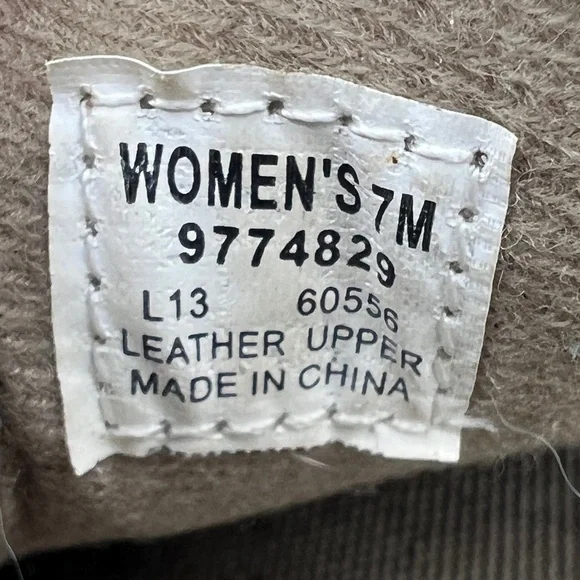 WOMEN'S 7M
9774829
L13 60556
LEATHER UPPER
MADE IN CHINA